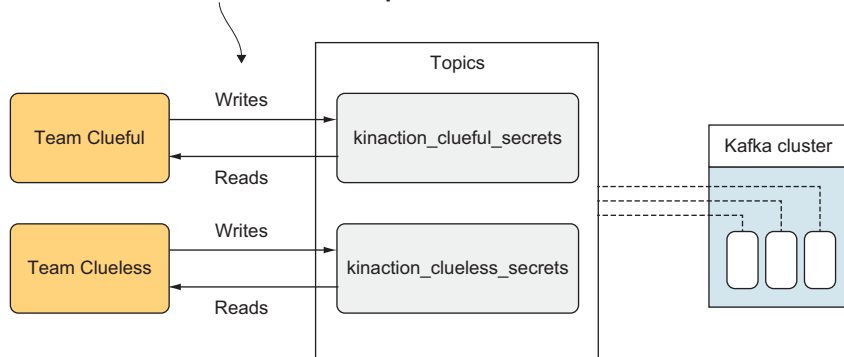 Topics
Writes
Team Clueful
kinaction_clueful_secrets
Kafka cluster
Reads
Writes
Team Clueless
kinaction_clueless_secrets
Reads